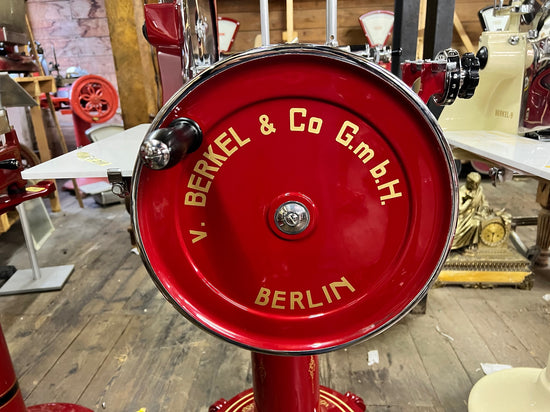 v. BERKEL & Co G.m.b.H.
BERLIN